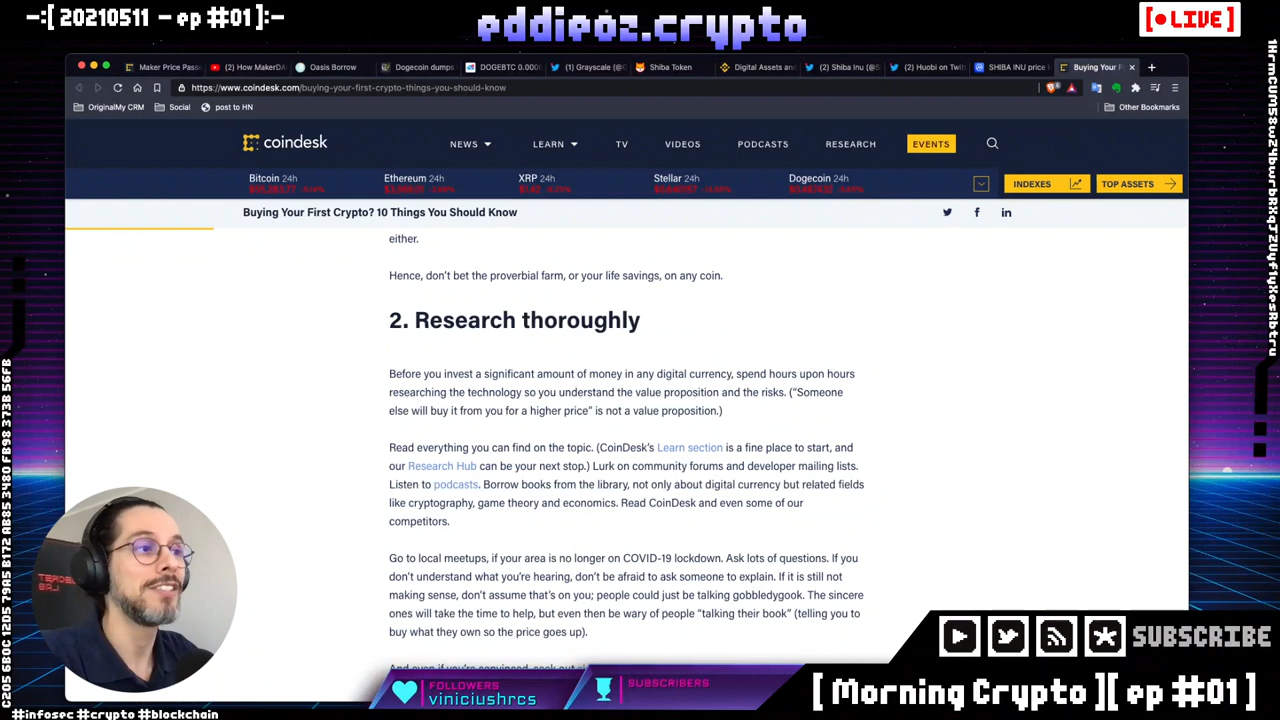 -:[ 20210511 - ep #01]:-
eddieoz.crypto
[•LIVE]
Maker Price Pass
(2) How MakerDA
Oasis Borrow
Dogecoin dumps
DOGEBTC 0.0000
(1) Grayscale (@G
Shiba Token
Digital Assets and
(2) Shiba Inu (@S
(2) Huobi on Twit
SHIBA INU price
Buying Your F
https://www.coindesk.com/buying-your-first-crypto-things-you-should-know
OriginalMy CRM
Social
post to HN
Other Bookmarks
coindesk
NEWS
LEARN
TV
VIDEOS
PODCASTS
RESEARCH
EVENTS
Bitcoin 24h
Ethereum 24h
XRP 24h
Stellar 24h
Dogecoin 24h
INDEXES
TOP ASSETS
Buying Your First Crypto? 10 Things You Should Know
either.
Hence, don't bet the proverbial farm, or your life savings, on any coin.
2. Research thoroughly
Before you invest a significant amount of money in any digital currency, spend hours upon hours
researching the technology so you understand the value proposition and the risks. (“Someone
else will buy it from you for a higher price” is not a value proposition.)
Read everything you can find on the topic. (CoinDesk’s Learn section is a fine place to start, and
our Research Hub can be your next stop.) Lurk on community forums and developer mailing lists.
Listen to podcasts. Borrow books from the library, not only about digital currency but related fields
like cryptography, game theory and economics. Read CoinDesk and even some of our
competitors.
Go to local meetups, if your area is no longer on COVID-19 lockdown. Ask lots of questions. If you
don’t understand what you’re hearing, don’t be afraid to ask someone to explain. If it is still not
making sense, don’t assume that’s on you; people could just be talking gobbledygook. The sincere
ones will take the time to help, but even then be wary of people “talking their book” (telling you to
buy what they own so the price goes up).
And even if you’re convinced, seek out
FOLLOWERS
viniciushrcs
SUBSCRIBERS
SUBSCRIBE
[Morning Crypto][ep #01]
#infosec #crypto #blockchain